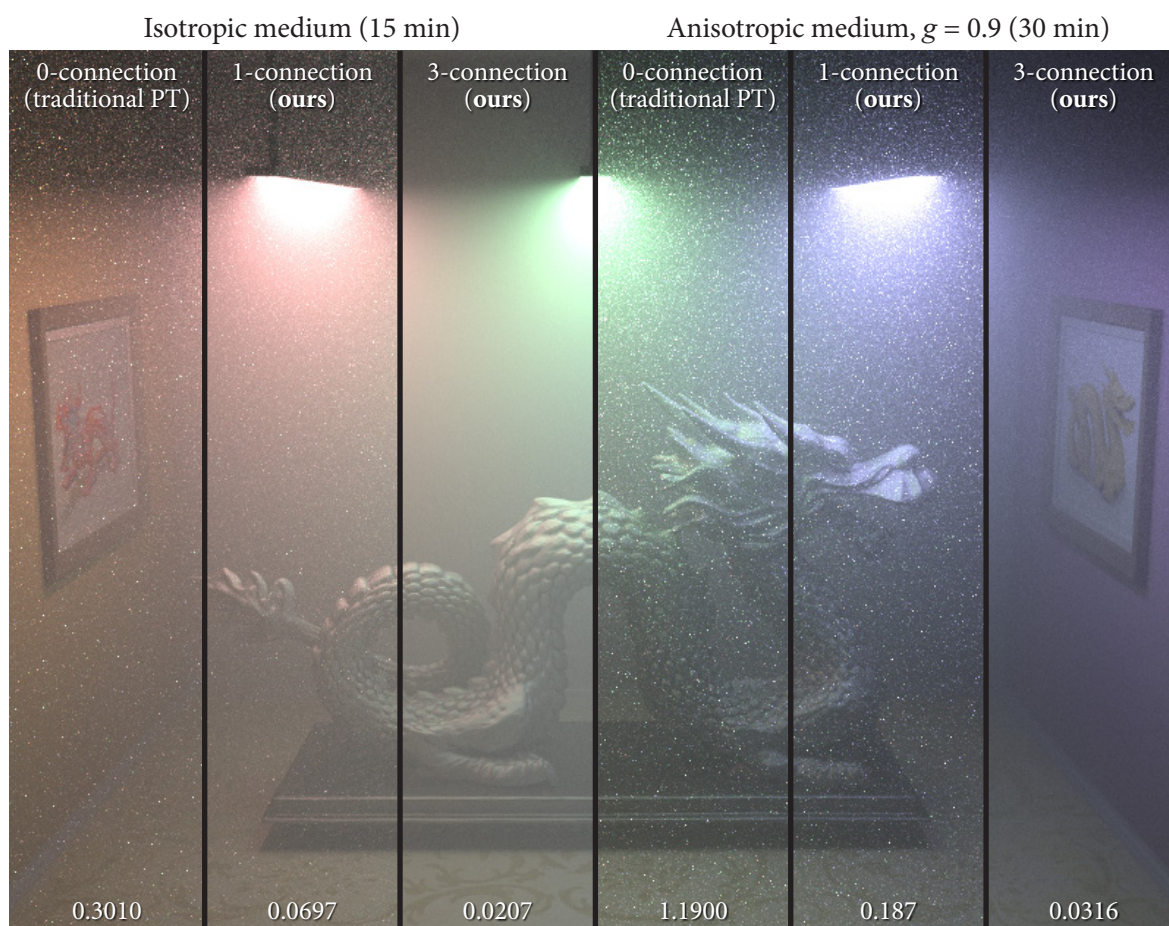 Isotropic medium (15 min)
Anisotropic medium, g = 0.9 (30 min)
0-connection
(traditional PT)
1-connection
(ours)
3-connection
(ours)
0-connection
(traditional PT)
1-connection
(ours)
3-connection
(ours)
0.3010
0.0697
0.0207
1.1900
0.187
0.0316